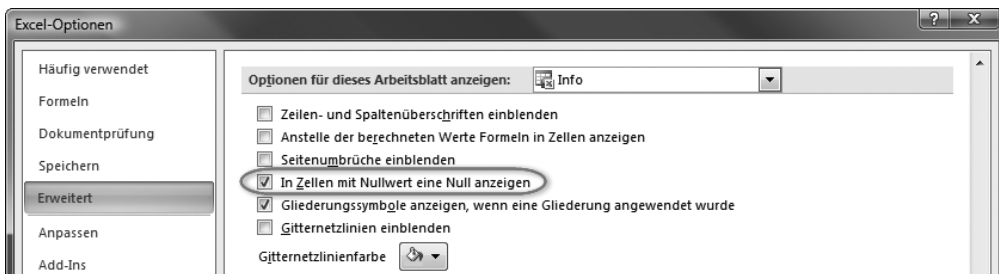 Excel-Optionen
Häufig verwendet
Formeln
Dokumentprüfung
Speichern
Erweitert
Anpassen
Add-Ins
Optionen für dieses Arbeitsblatt anzeigen: Info
Zeilen- und Spaltenüberschriften einblenden
Anstelle der berechneten Werte Formeln in Zellen anzeigen
Seitenumbrüche einblenden
In Zellen mit Nullwert eine Null anzeigen
Gliederungssymbole anzeigen, wenn eine Gliederung angewendet wurde
Gitternetzlinien einblenden
Gitternetzlinienfarbe